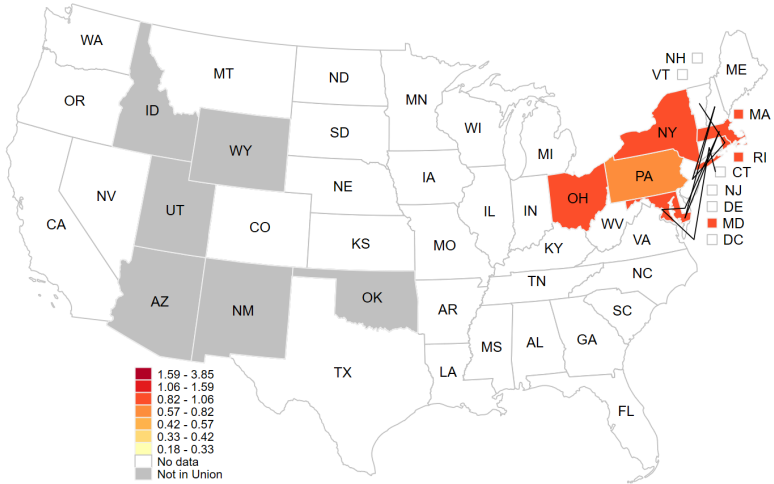 WA
MT
ND
MN
OR
ID
SD
WI
WY
MI
NE
IA
NV
UT
CO
IL
IN
OH
PA
NY
NH
VT
ME
MA
RI
CT
NJ
DE
MD
DC
CA
KS
MO
KY
WV
VA
AZ
NM
OK
AR
TN
NC
SC
TX
LA
MS
AL
GA
FL
1.59 - 3.85
1.06 - 1.59
0.82 - 1.06
0.57 - 0.82
0.42 - 0.57
0.33 - 0.42
0.18 - 0.33
No data
Not in Union